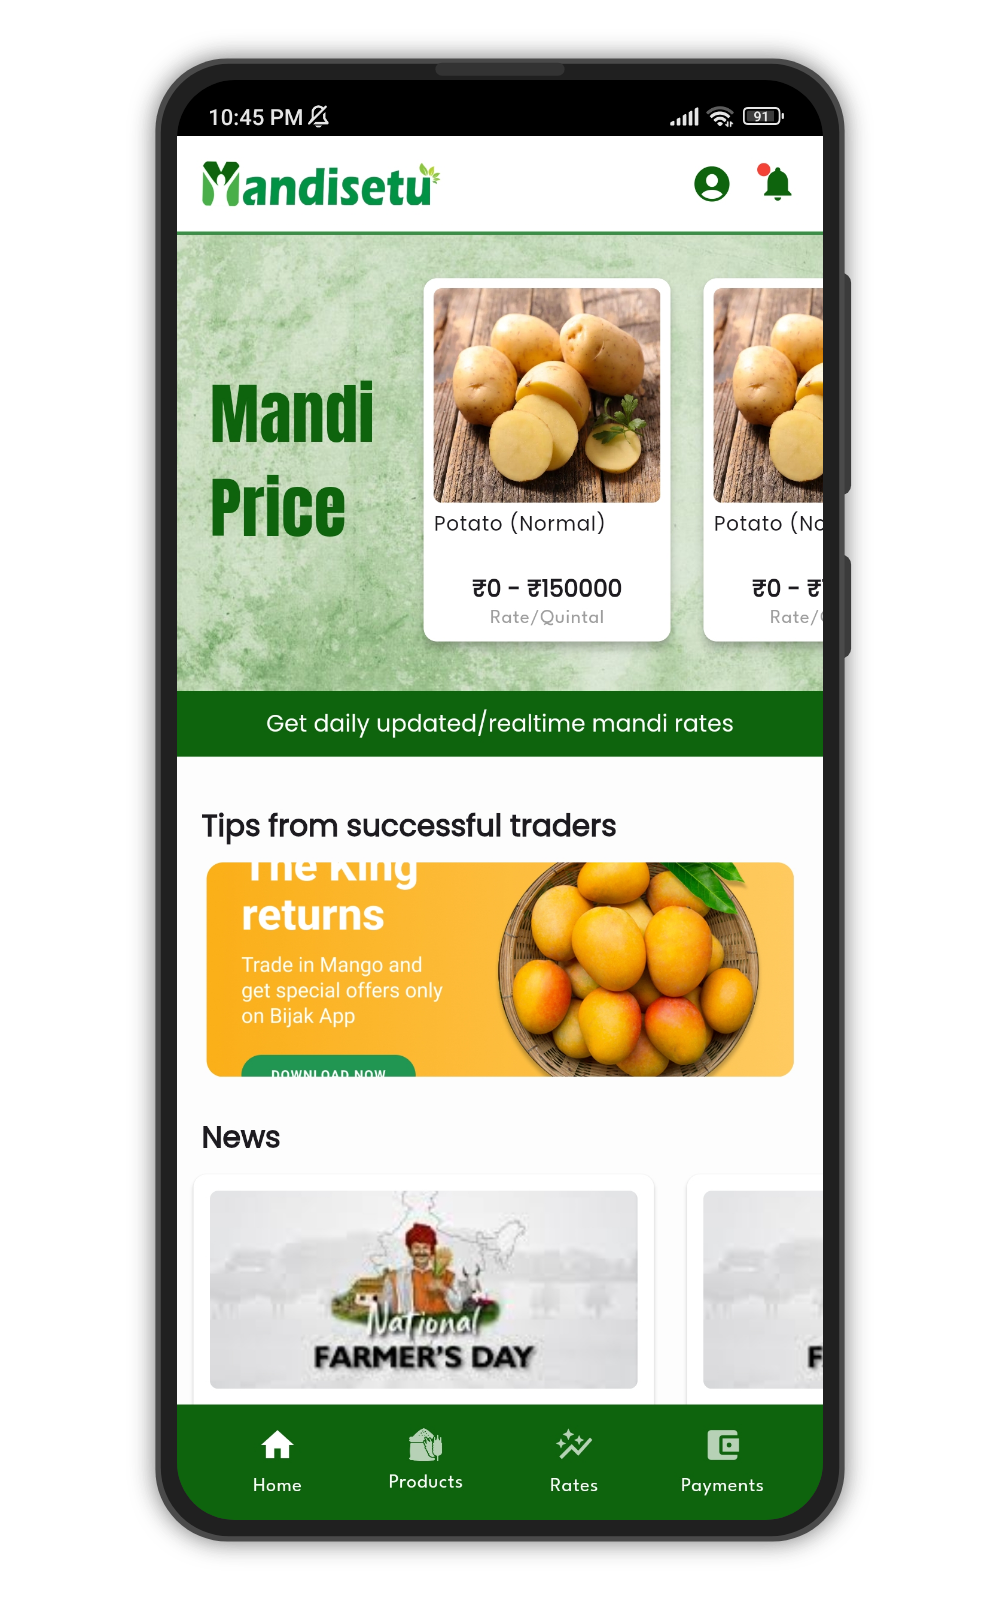 10:45 PM
91
Mandisetu
Mandi
Price
Potato (Normal)
₹0 - ₹150000
Rate/Quintal
Potato (No
₹0 - ₹
Rate/
Get daily updated/realtime mandi rates
Tips from successful traders
The King
returns
Trade in Mango and
get special offers only
on Bijak App
DOWNLOAD NOW
News
National
FARMER'S DAY
F
Home
Products
Rates
Payments